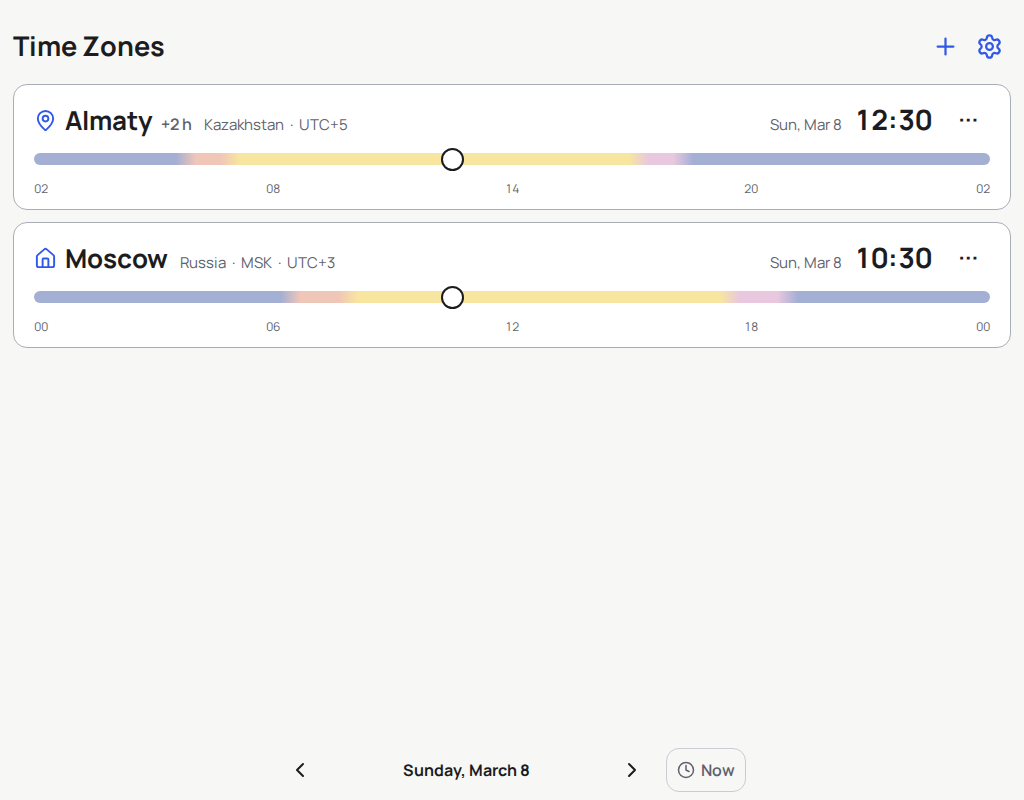 Time Zones
Almaty +2 h Kazakhstan · UTC+5 Sun, Mar 8 12:30
02 08 14 20 02
Moscow Russia · MSK · UTC+3 Sun, Mar 8 10:30
00 06 12 18 00
Sunday, March 8 Now